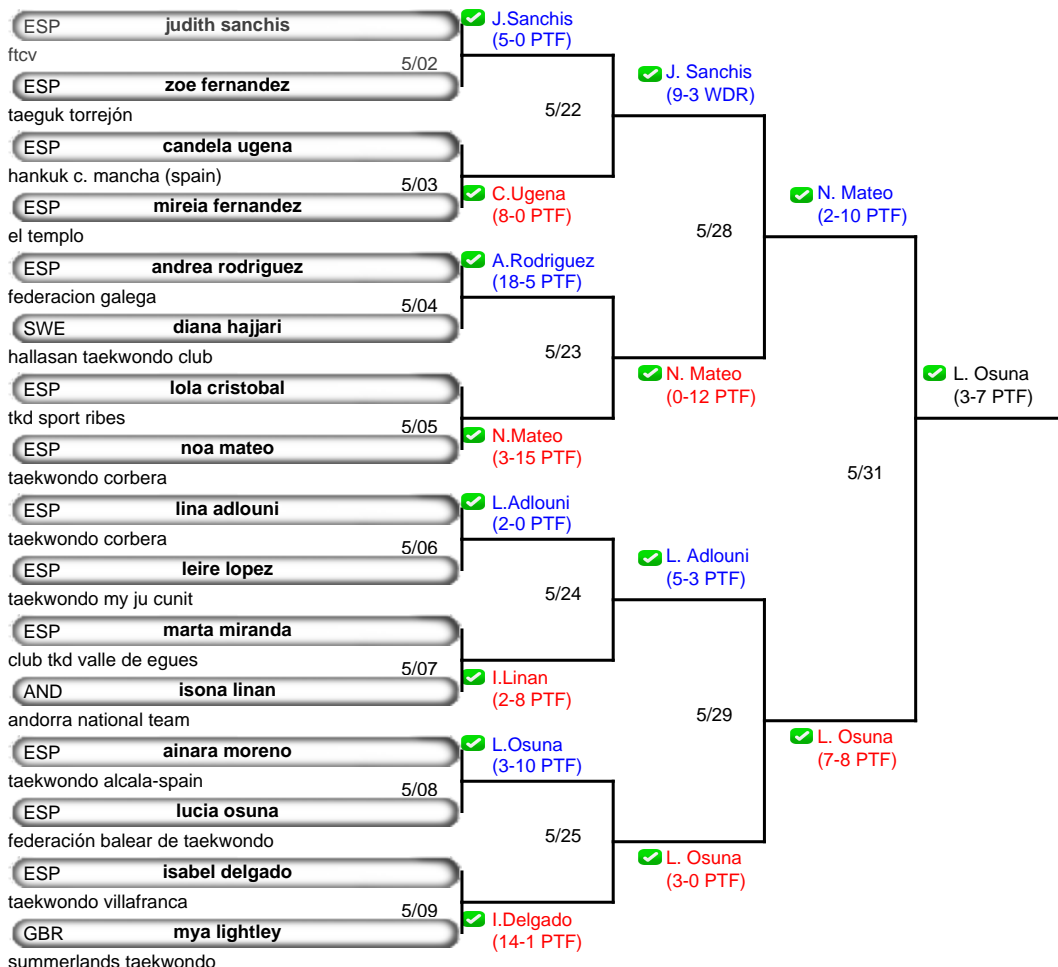 ESP judith sanchis
ftcv
5/02
ESP zoe fernandez
taeguk torrejón
ESP candela ugena
hankuk c. mancha (spain)
5/03
ESP mireia fernandez
el templo
ESP andrea rodriguez
federacion galega
5/04
SWE diana hajjari
hallasan taekwondo club
ESP lola cristobal
tkd sport ribes
5/05
ESP noa mateo
taekwondo corbera
ESP lina adlouni
taekwondo corbera
5/06
ESP leire lopez
taekwondo my ju cunit
ESP marta miranda
club tkd valle de egues
5/07
AND isona linan
andorra national team
ESP ainara moreno
taekwondo alcala-spain
5/08
ESP lucia osuna
federación balear de taekwondo
ESP isabel delgado
taekwondo villafranca
5/09
GBR mya lightley
summerlands taekwondo
J.Sanchis
(5-0 PTF)
5/22
C.Ugena
(8-0 PTF)
A.Rodriguez
(18-5 PTF)
5/23
N.Mateo
(3-15 PTF)
L.Adlouni
(2-0 PTF)
5/24
I.Linan
(2-8 PTF)
L.Osuna
(3-10 PTF)
5/25
I.Delgado
(14-1 PTF)
J. Sanchis
(9-3 WDR)
5/28
N. Mateo
(0-12 PTF)
L. Adlouni
(5-3 PTF)
5/29
L. Osuna
(3-0 PTF)
N. Mateo
(2-10 PTF)
5/31
L. Osuna
(7-8 PTF)
L. Osuna
(3-7 PTF)